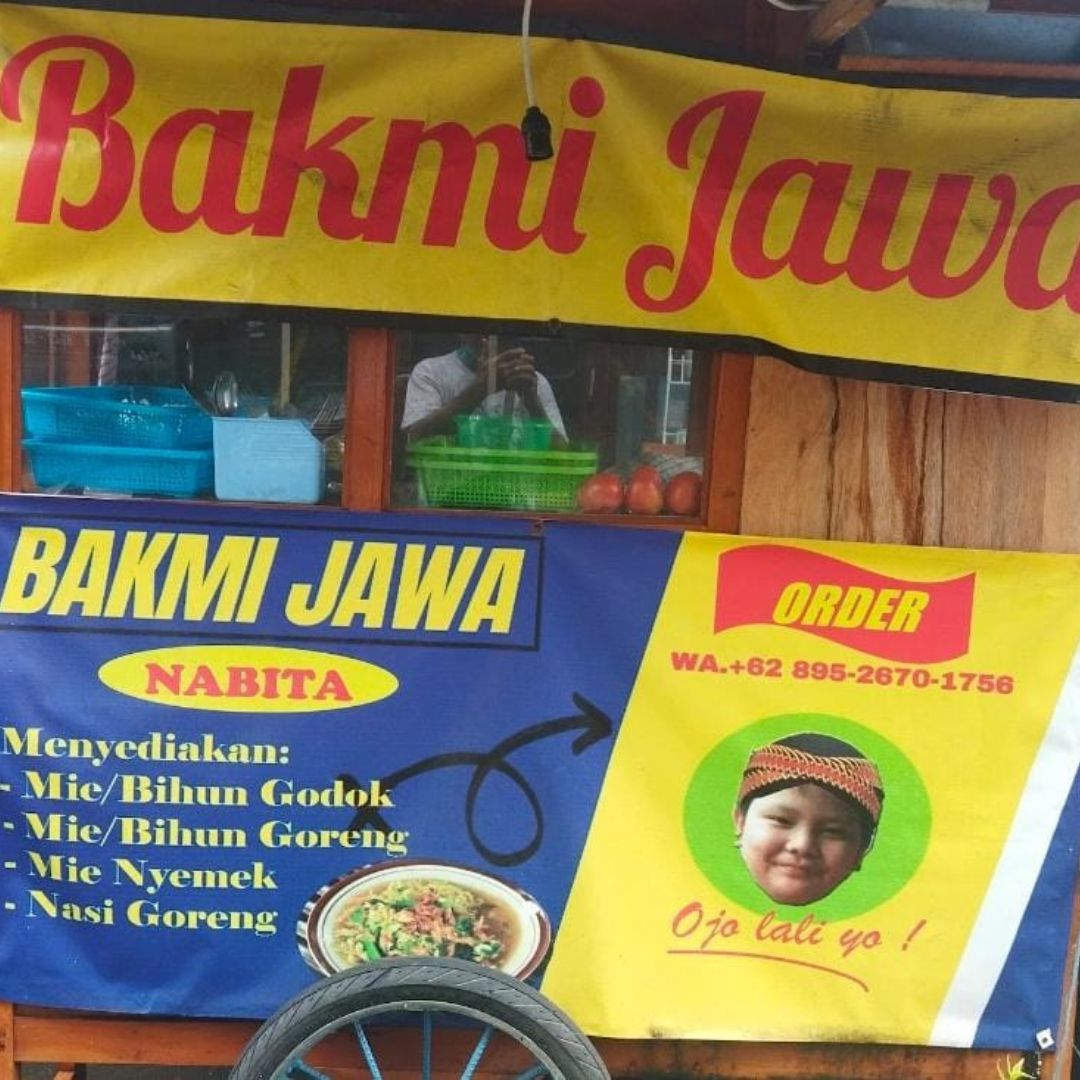 Bakmi Jawa
BAKMI JAWA
NABITA
Menyediakan:
- Mie/Bihun Godok
- Mie/Bihun Goreng
- Mie Nyemek
- Nasi Goreng
ORDER
WA.+62 895-2670-1756
Ojo lali yo !